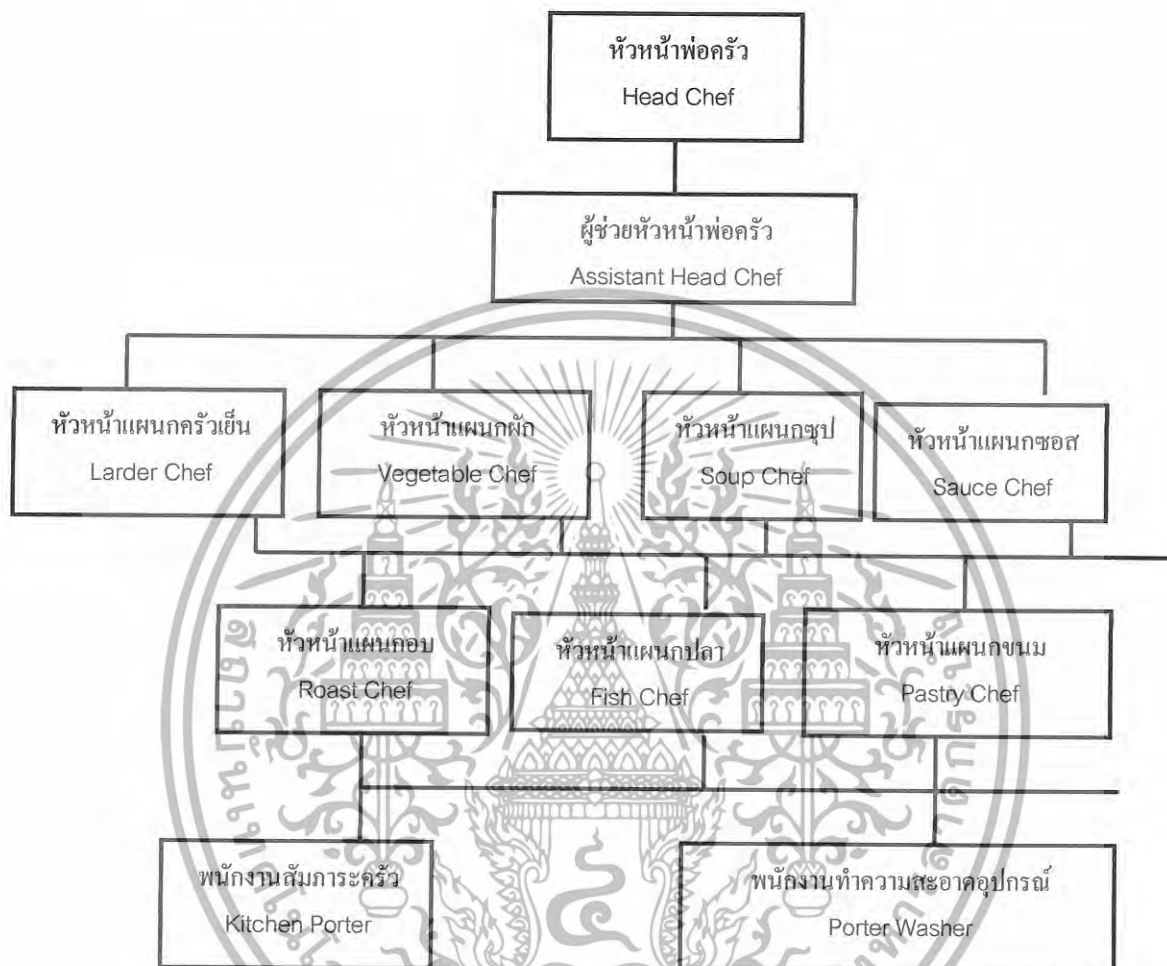 หัวหน้าพ่อครัว
Head Chef
ผู้ช่วยหัวหน้าพ่อครัว
Assistant Head Chef
หัวหน้าแผนกครัวเย็น
Larder Chef
หัวหน้าแผนกผัก
Vegetable Chef
หัวหน้าแผนกซุป
Soup Chef
หัวหน้าแผนกซอส
Sauce Chef
หัวหน้าแผนกอบ
Roast Chef
หัวหน้าแผนกปลา
Fish Chef
หัวหน้าแผนกขนม
Pastry Chef
พนักงานสัมภาระครัว
Kitchen Porter
พนักงานทำความสะอาดอุปกรณ์
Porter Washer